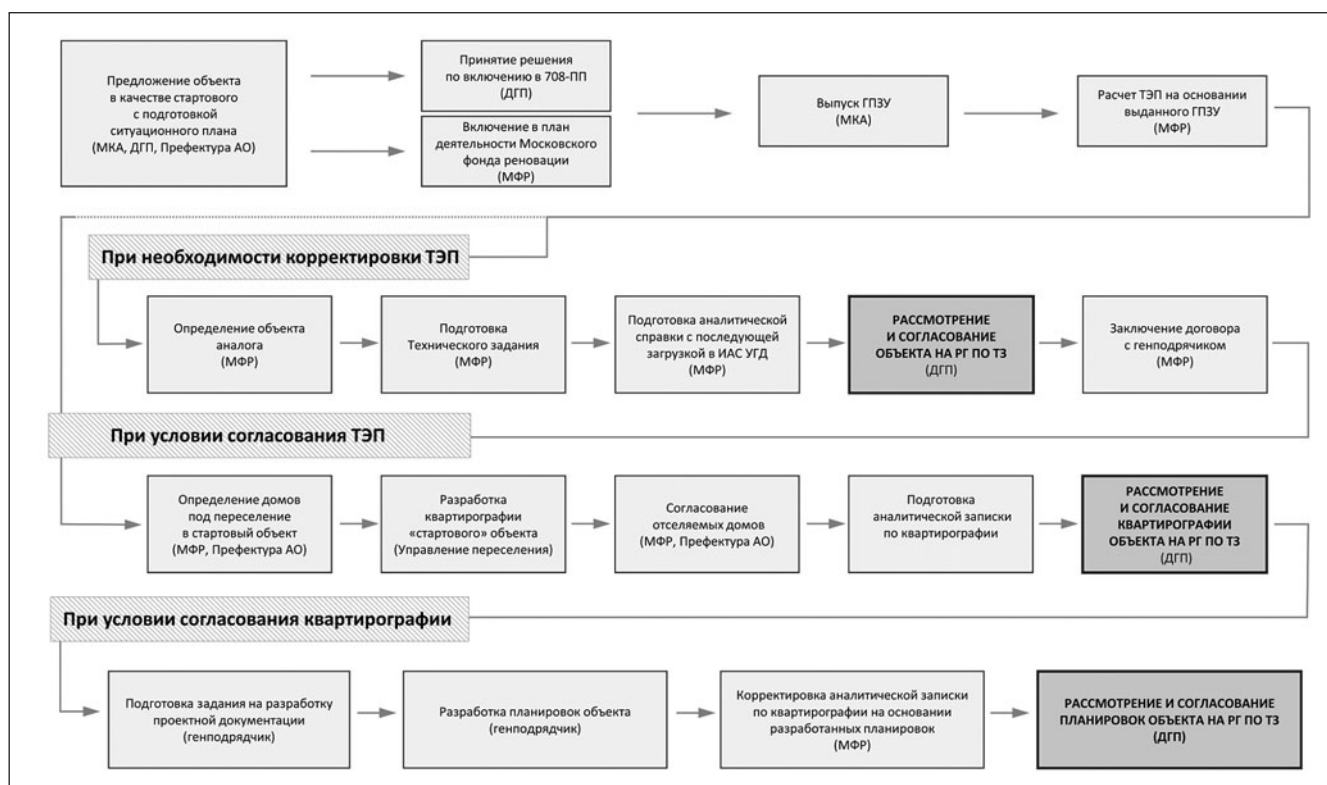 Предложение объекта
в качестве стартового
с подготовкой
ситуационного плана
(МКА, ДГП, Префектура АО)
Принятие решения
по включению в 708-ПП
(ДГП)
Включение в план
деятельности Московского
фонда реновации
(МФР)
Выпуск ГПЗУ
(МКА)
Расчет ТЭП на основании
выданного ГПЗУ
(МФР)
При необходимости корректировки ТЭП
Определение объекта
аналога
(МФР)
Подготовка
Технического задания
(МФР)
Подготовка аналитической
справки с последующей
загрузкой в ИАС УГД
(МФР)
РАССМОТРЕНИЕ
И СОГЛАСОВАНИЕ
ОБЪЕКТА НА РГ ПО ТЗ
(ДГП)
Заключение договора
с генподрячиком
(МФР)
При условии согласования ТЭП
Определение домов
под переселение
в стартовый объект
(МФР, Префектура АО)
Разработка
квартирографии
«стартового» объекта
(Управление переселения)
Согласование
отселяемых домов
(МФР, Префектура АО)
Подготовка
аналитической записки
по квартирографии
РАССМОТРЕНИЕ
И СОГЛАСОВАНИЕ
КВАРТИРОГРАФИИ
ОБЪЕКТА НА РГ ПО ТЗ
(ДГП)
При условии согласования квартирографии
Подготовка задания на разработку
проектной документации
(генподрядчик)
Разработка планировок объекта
(генподрядчик)
Корректировка аналитической записки
по квартирографии на основании
разработанных планировок
(МФР)
РАССМОТРЕНИЕ И СОГЛАСОВАНИЕ
ПЛАНИРОВОК ОБЪЕКТА НА РГ ПО ТЗ
(ДГП)